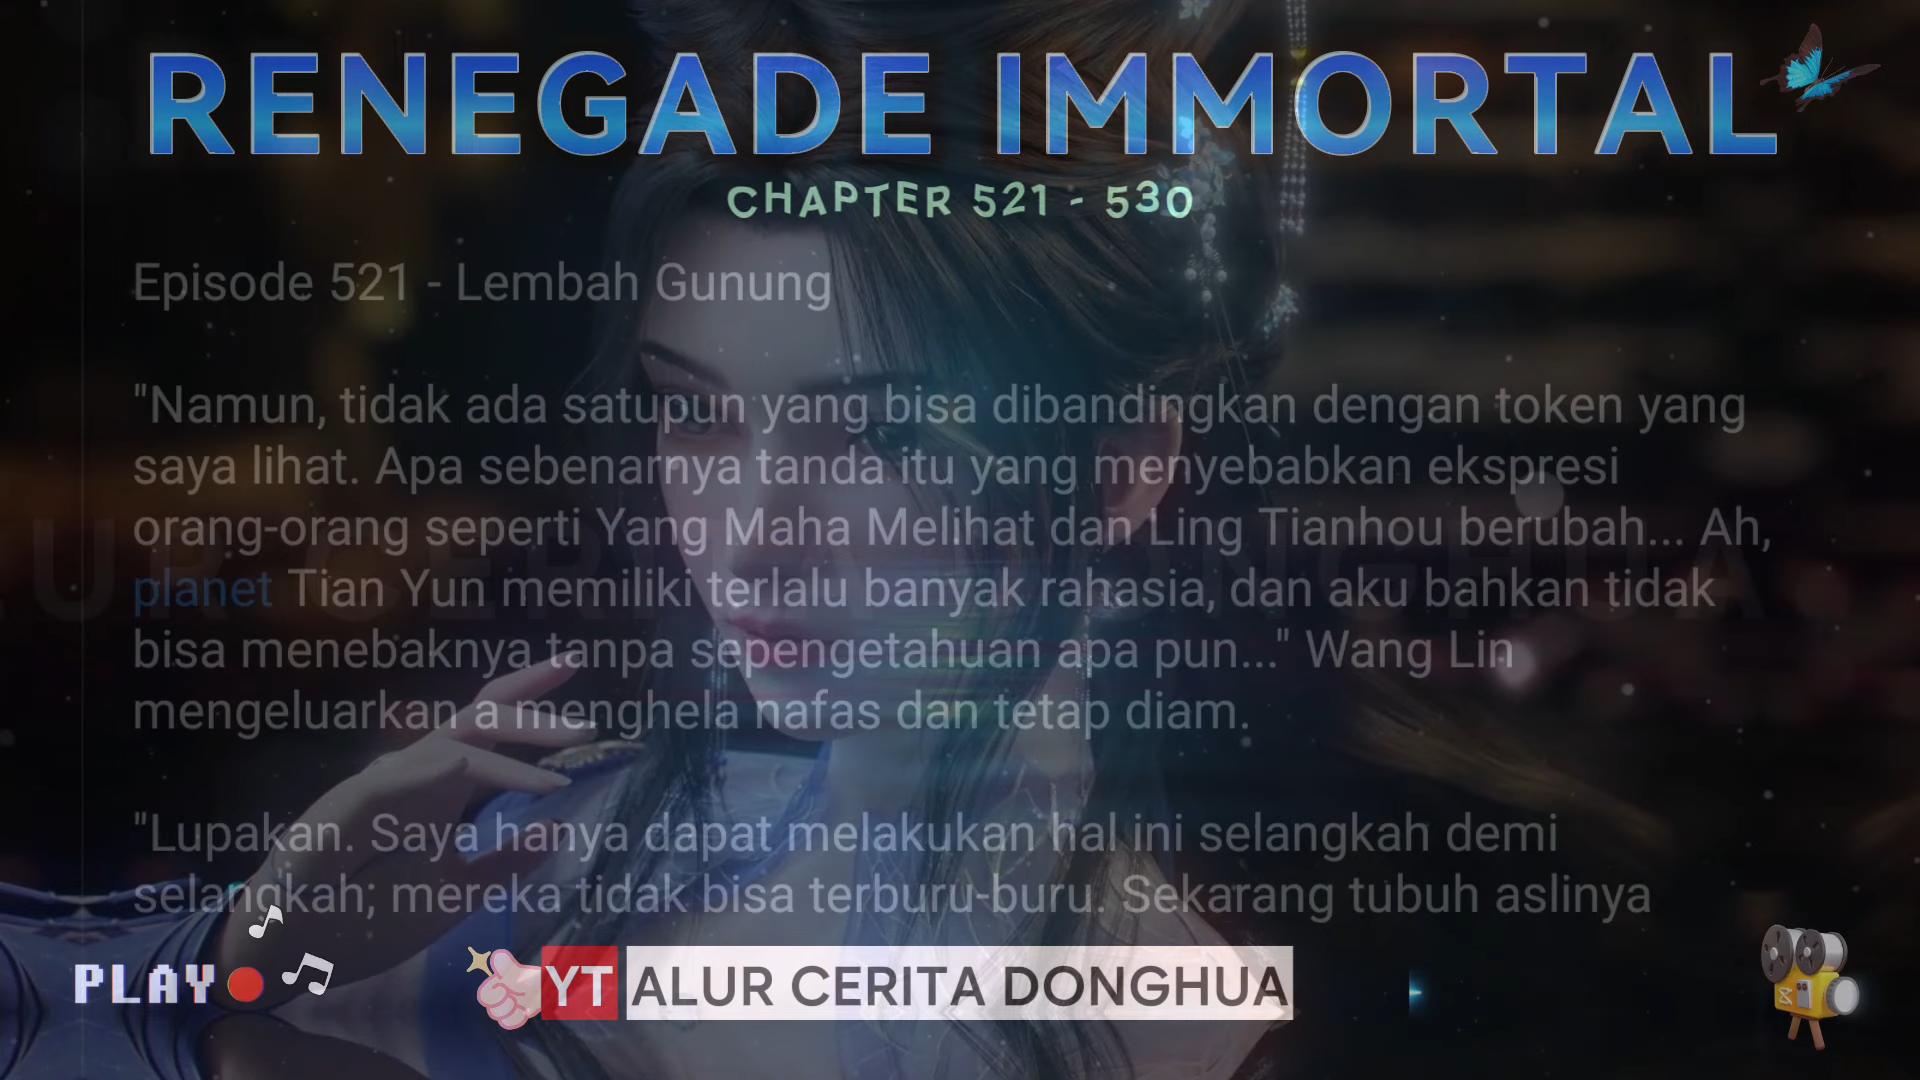 RENEGADE IMMORTAL
CHAPTER 521 - 530
Episode 521 - Lembah Gunung
"Namun, tidak ada satupun yang bisa dibandingkan dengan token yang
saya lihat. Apa sebenarnya tanda itu yang menyebabkan ekspresi
orang-orang seperti Yang Maha Melihat dan Ling Tianhou berubah... Ah,
planet Tian Yun memiliki terlalu banyak rahasia, dan aku bahkan tidak
bisa menebaknya tanpa sepengetahuan apa pun..." Wang Lin
mengeluarkan a menghela nafas dan tetap diam.
"Lupakan. Saya hanya dapat melakukan hal ini selangkah demi
selangkah; mereka tidak bisa terburu-buru. Sekarang tubuh aslinya
PLAY
YT ALUR CERITA DONGHUA